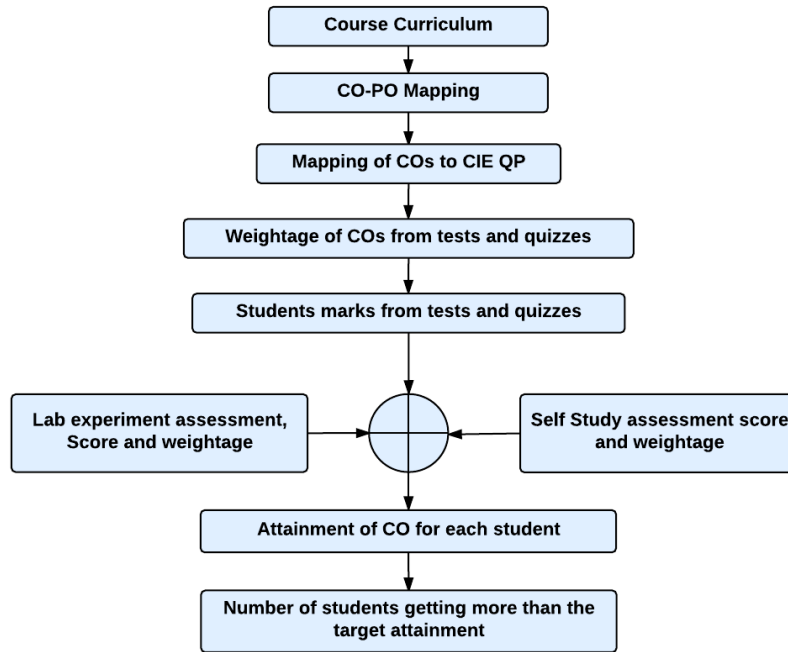 Course Curriculum
CO-PO Mapping
Mapping of COs to CIE QP
Weightage of COs from tests and quizzes
Students marks from tests and quizzes
Lab experiment assessment,
Score and weightage
Self Study assessment score
and weightage
Attainment of CO for each student
Number of students getting more than the
target attainment